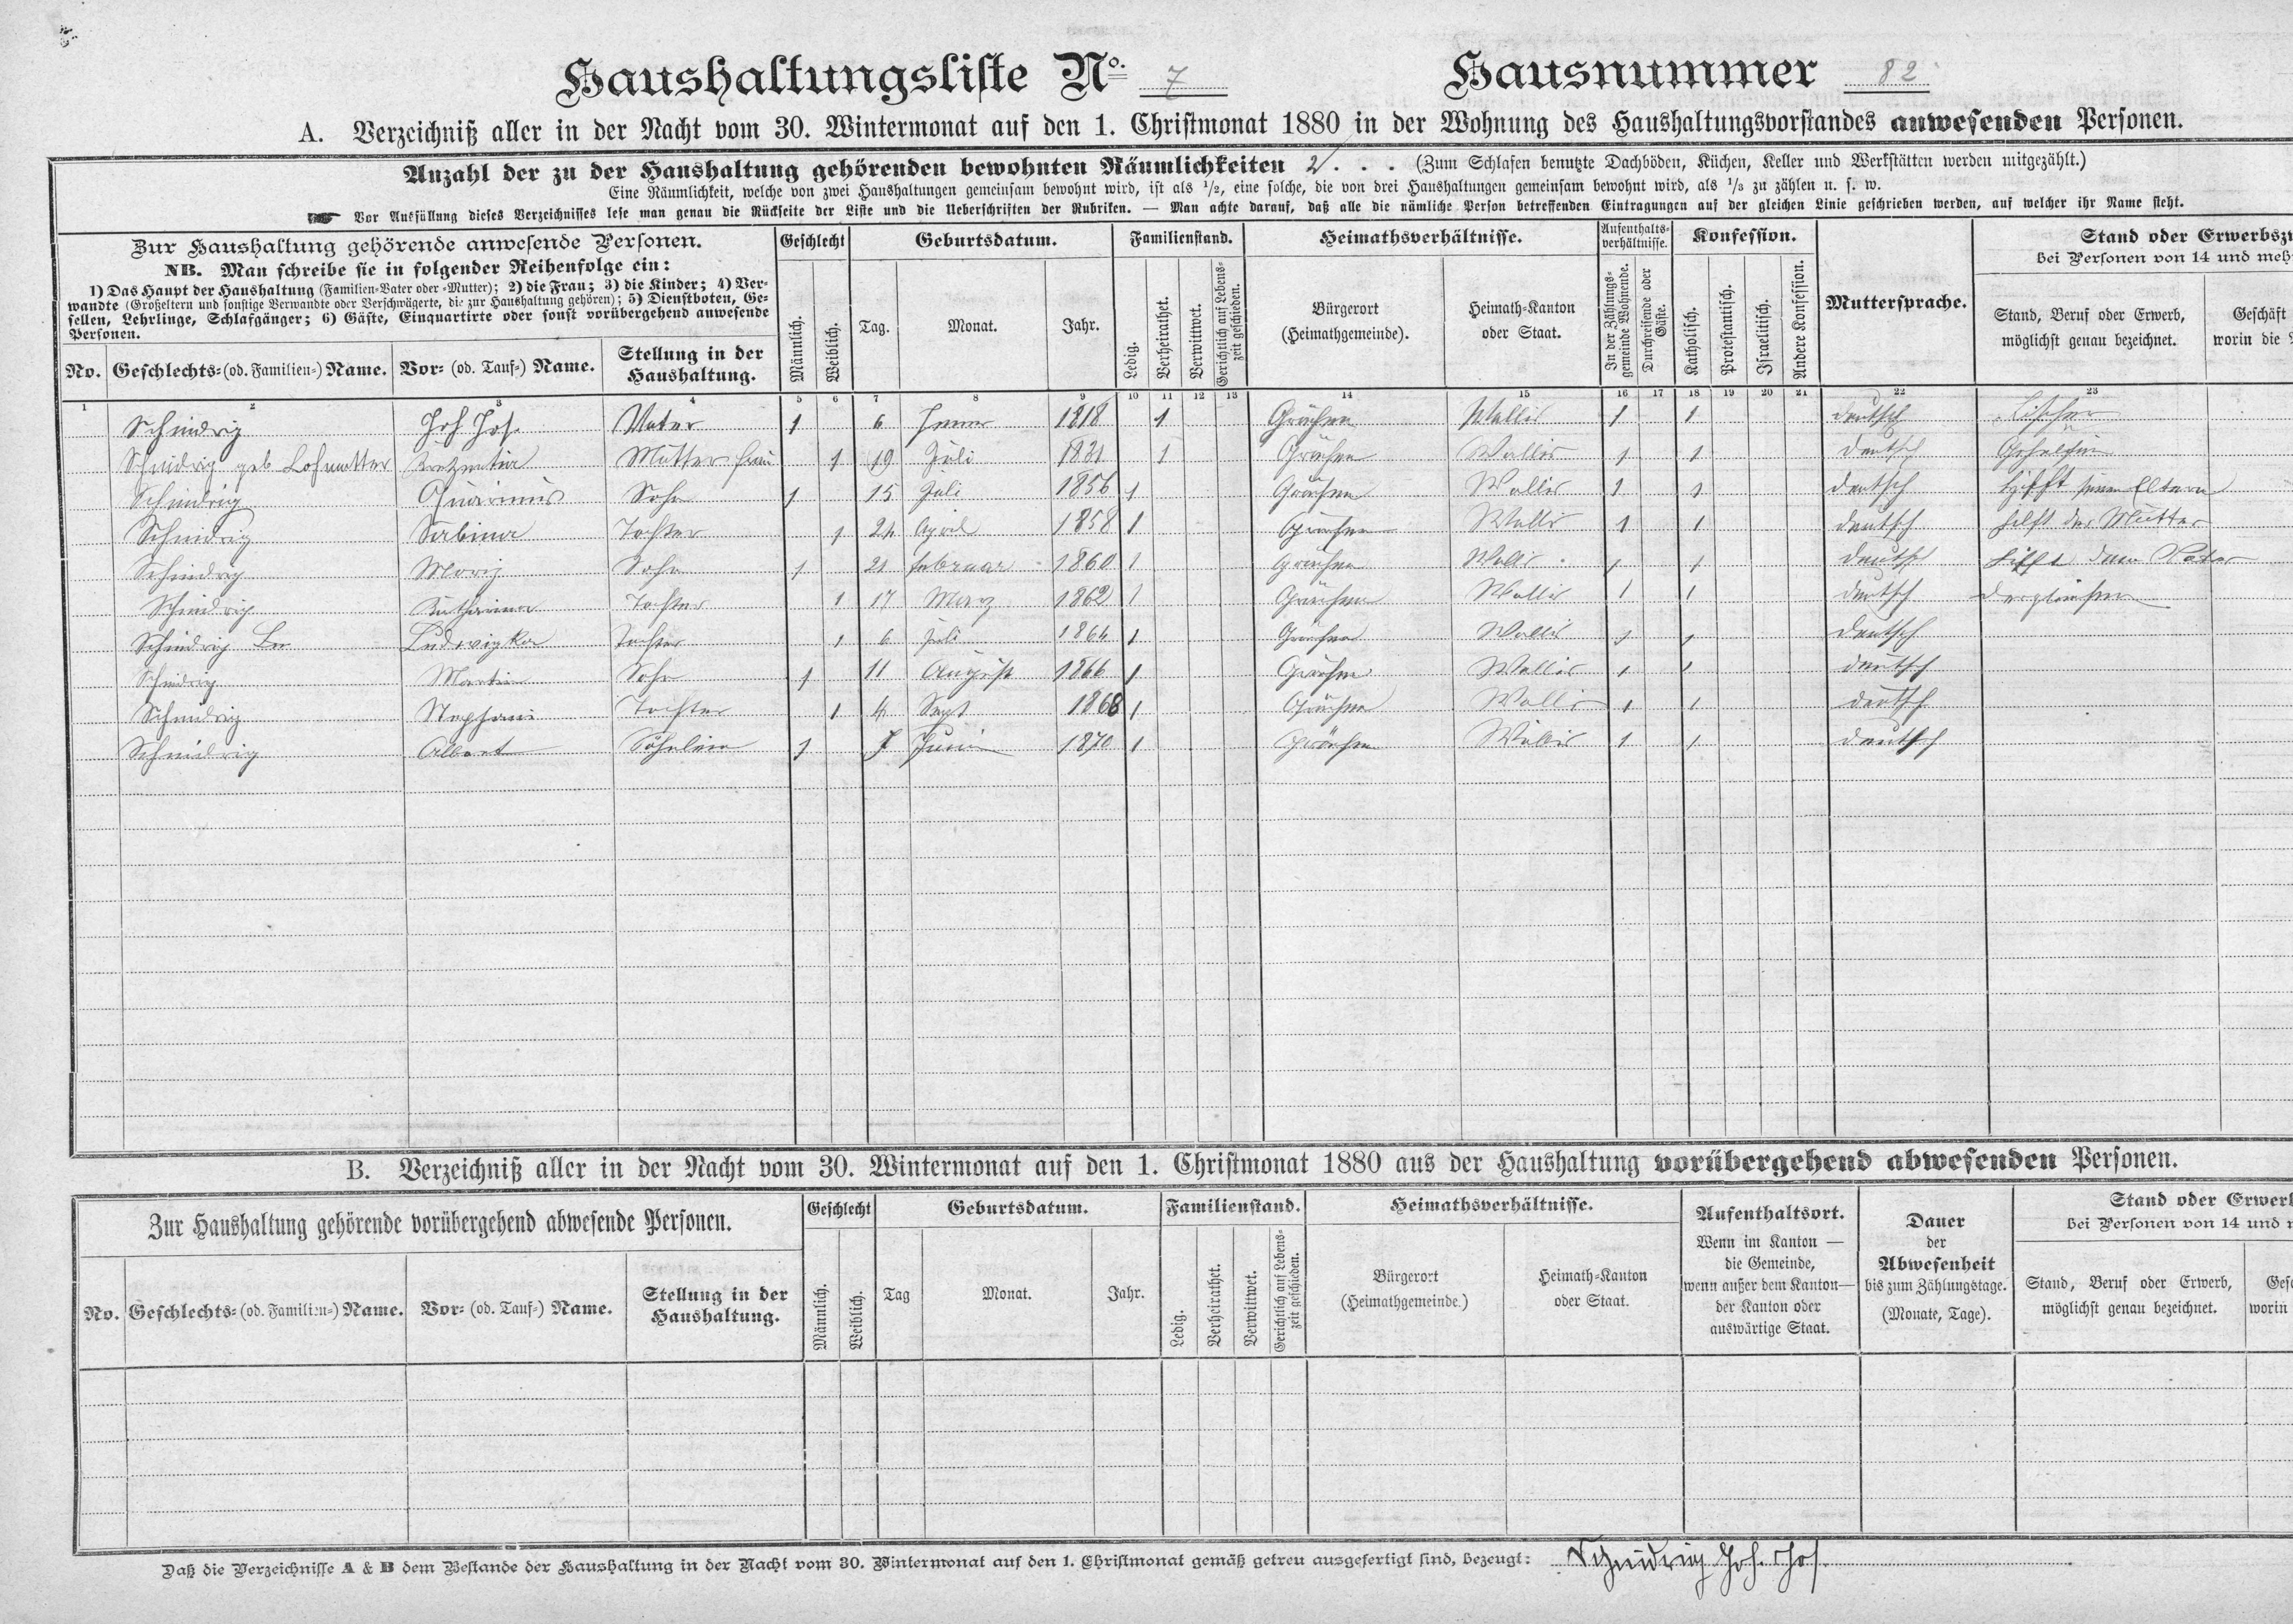 Haushaltungsliste No. 7 Hausnummer 82
A. Verzeichniß aller in der Nacht vom 30. Wintermonat auf den 1. Christmonat 1880 in der Wohnung des Haushaltungsvorstandes anwesenden Personen.
Anzahl der zu der Haushaltung gehörenden bewohnten Räumlichkeiten 2 . . . (Zum Schlafen benutzte Dachböden, Küchen, Keller und Werkstätten werden mitgezählt.)
Eine Räumlichkeit, welche von zwei Haushaltungen gemeinsam bewohnt wird, ist als 1/2, eine solche, die von drei Haushaltungen gemeinsam bewohnt wird, als 1/3 zu zählen u. s. w.
Vor Ausfüllung dieses Verzeichnisses lese man genau die Rückseite der Liste und die Ueberschriften der Rubriken. — Man achte darauf, daß alle die nämliche Person betreffenden Eintragungen auf der gleichen Linie geschrieben werden, auf welcher ihr Name steht.
Zur Haushaltung gehörende anwesende Personen.
NB. Man schreibe sie in folgender Reihenfolge ein:
1) Das Haupt der Haushaltung (Familien-Vater oder -Mutter); 2) die Frau; 3) die Kinder; 4) Ver-
wandte (Großeltern und sonstige Verwandte oder Verschwägerte, die zur Haushaltung gehören); 5) Dienstboten, Ge-
sellen, Lehrlinge, Schlafgänger; 6) Gäste, Einquartirte oder sonst vorübergehend anwesende
Personen.
No. Geschlechts- (od. Familien-) Name. Vor- (od. Tauf-) Name. Stellung in der
Haushaltung.
Geschlecht
Männlich. Weiblich.
Geburtsdatum.
Tag. Monat. Jahr.
Familienstand.
Ledig. Verheirathet. Verwittwet. Gerichtlich auf Lebens-
zeit geschieden.
Heimathsverhältnisse.
Bürgerort
(Heimathgemeinde).
Heimath-Kanton
oder Staat.
Aufenthalts-
verhältnisse.
In der Zählungs-
gemeinde Wohnende.
Durchreisende oder
Gäste.
Konfession.
Katholisch. Protestantisch. Israelitisch. Andere Konfession.
Muttersprache.
Stand oder Erwerbszw
bei Personen von 14 und meh
Stand, Beruf oder Erwerb,
möglichst genau bezeichnet.
Geschäft
worin die
1 2 3 4 5 6 7 8 9 10 11 12 13 14 15 16 17 18 19 20 21 22 23
Schnidrig Joh Jos. Vater 1 6 Jenner 1818 1 Grächen Wallis 1 1 deutsch
Schnidrig geb Lochmatter Mutter frau 1 19 Juli 1831 1 Grächen Wallis 1 1 deutsch Gehülfin
Schnidrig Quirinus Sohn 1 15 Juli 1856 1 Grächen Wallis 1 1 deutsch hilft seinen Eltern
Schnidrig Sabina Tochter 1 24 April 1858 1 Grächen Wallis 1 1 deutsch hilft der Mutter
Schnidrig Moriz Sohn 1 21 Februar 1860 1 Grächen Wallis 1 1 deutsch hilft dem Vater
Schnidrig Katharina Tochter 1 17 Marz 1862 1 Grächen Wallis 1 1 deutsch dergleichen
Schnidrig Ludwigka Tochter 1 6 Juli 1864 1 Grächen Wallis 1 1 deutsch
Schnidrig Martin Sohn 1 11 August 1866 1 Grächen Wallis 1 1 deutsch
Schnidrig Stephani Tochter 1 4 Sept 1868 1 Grächen Wallis 1 1 deutsch
Schnidrig Albert Söhnlein 1 7 Juni 1870 1 Grächen Wallis 1 1 deutsch
B. Verzeichniß aller in der Nacht vom 30. Wintermonat auf den 1. Christmonat 1880 aus der Haushaltung vorübergehend abwesenden Personen.
Zur Haushaltung gehörende vorübergehend abwesende Personen.
No. Geschlechts- (od. Familien-) Name. Vor- (od. Tauf-) Name. Stellung in der
Haushaltung.
Geschlecht
Männlich. Weiblich.
Geburtsdatum.
Tag Monat. Jahr.
Familienstand.
Ledig. Verheirathet. Verwittwet. Gerichtlich auf Lebens-
zeit geschieden.
Heimathsverhältnisse.
Bürgerort
(Heimathgemeinde.)
Heimath-Kanton
oder Staat.
Aufenthaltsort.
Wenn im Kanton —
die Gemeinde,
wenn außer dem Kanton—
der Kanton oder
auswärtige Staat.
Dauer
der
Abwesenheit
bis zum Zählungstage.
(Monate, Tage).
Stand oder Erwerb
bei Personen von 14 und
Stand, Beruf oder Erwerb,
möglichst genau bezeichnet.
Gesc
worin
Daß die Verzeichnisse A & B dem Bestande der Haushaltung in der Nacht vom 30. Wintermonat auf den 1. Christmonat gemäß getreu ausgefertigt sind, bezeugt: Schnidrig Joh. Jos.